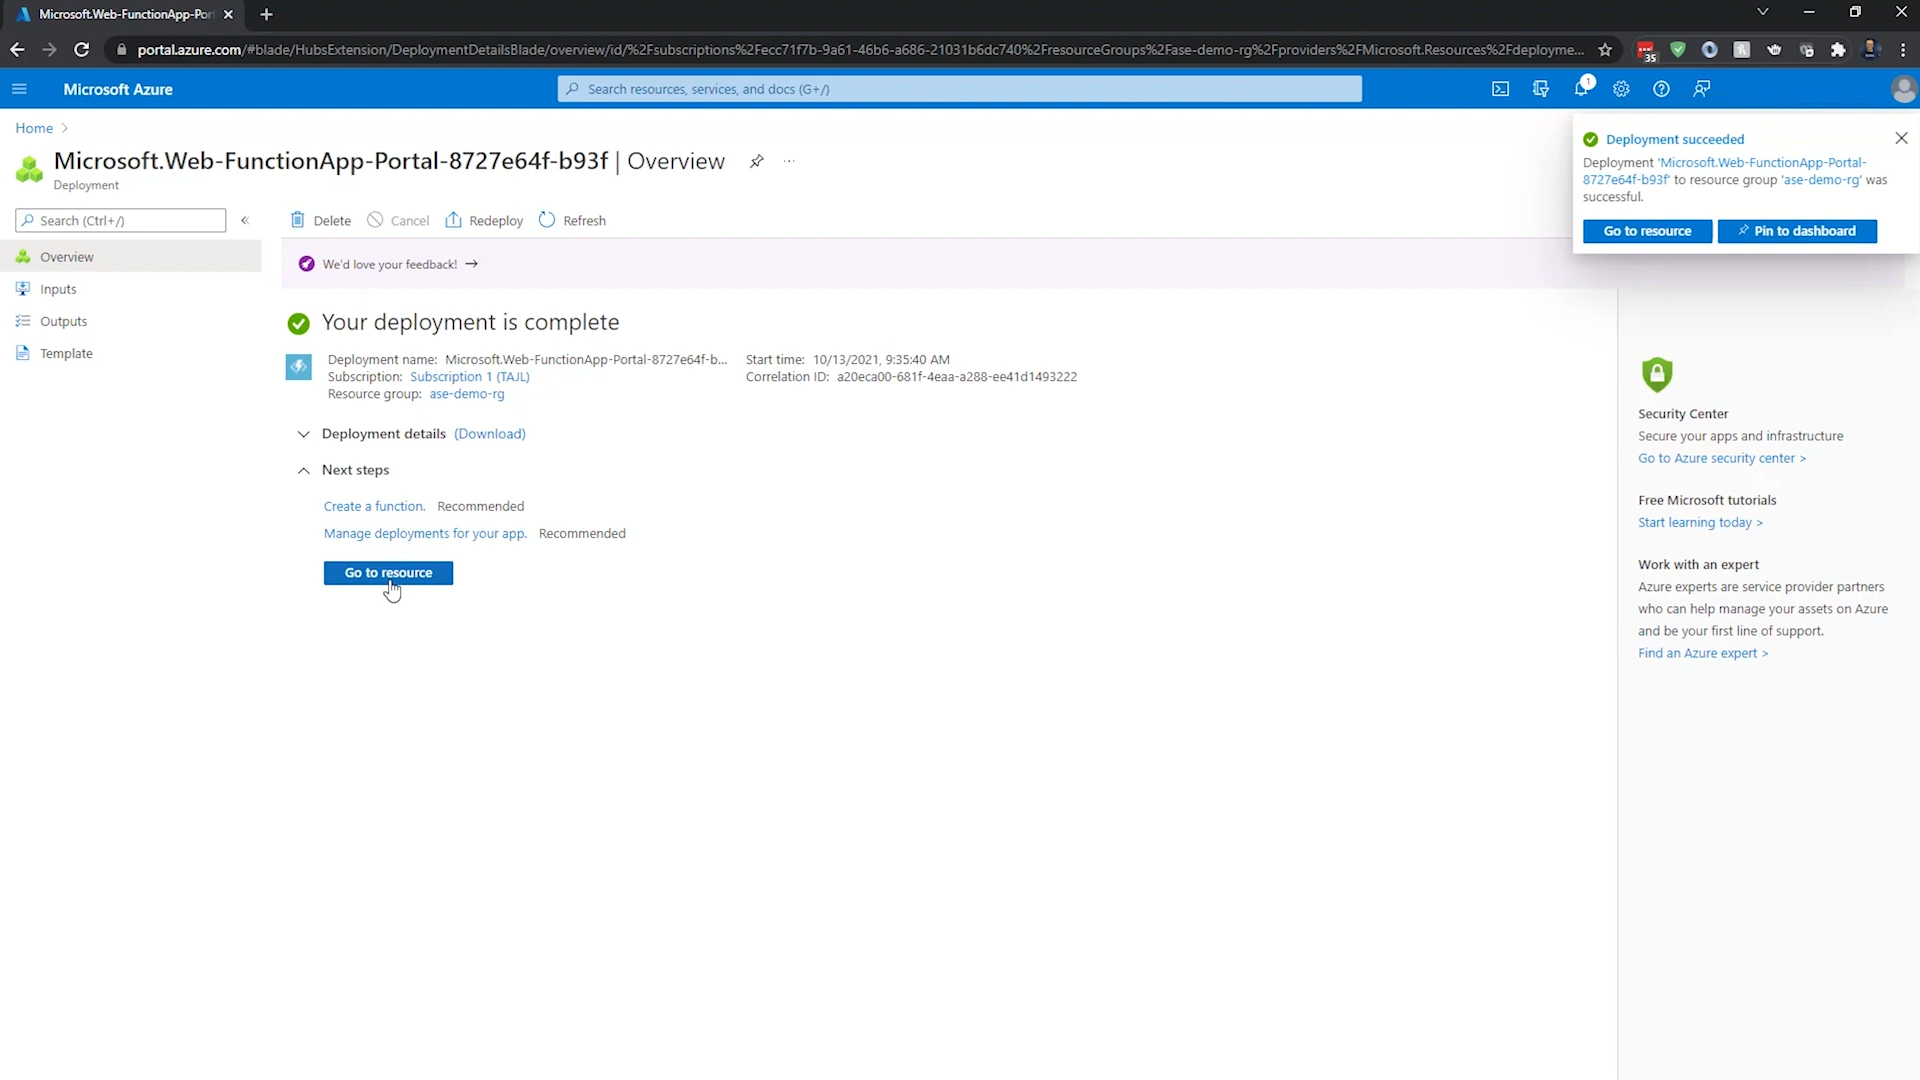 Microsoft.Web-FunctionApp-Por
portal.azure.com/#blade/HubsExtension/DeploymentDetailsBlade/overview/id/%2Fsubscriptions%2Fecc71f7b-9a61-46b6-a686-21031b6dc740%2FresourceGroups%2Fase-demo-rg%2Fproviders%2FMicrosoft.Resources%2Fdeployme...
35
Microsoft Azure
Search resources, services, and docs (G+/)
1
Home
Microsoft.Web-FunctionApp-Portal-8727e64f-b93f | Overview
Deployment
Search (Ctrl+/)
Overview
Inputs
Outputs
Template
Delete
Cancel
Redeploy
Refresh
We'd love your feedback! →
Your deployment is complete
Deployment name: Microsoft.Web-FunctionApp-Portal-8727e64f-b...
Subscription: Subscription 1 (TAJL)
Resource group: ase-demo-rg
Start time: 10/13/2021, 9:35:40 AM
Correlation ID: a20eca00-681f-4eaa-a288-ee41d1493222
Deployment details (Download)
Next steps
Create a function. Recommended
Manage deployments for your app. Recommended
Go to resource
Deployment succeeded
Deployment 'Microsoft.Web-FunctionApp-Portal-
8727e64f-b93f' to resource group 'ase-demo-rg' was
successful.
Go to resource
Pin to dashboard
Security Center
Secure your apps and infrastructure
Go to Azure security center >
Free Microsoft tutorials
Start learning today >
Work with an expert
Azure experts are service provider partners
who can help manage your assets on Azure
and be your first line of support.
Find an Azure expert >